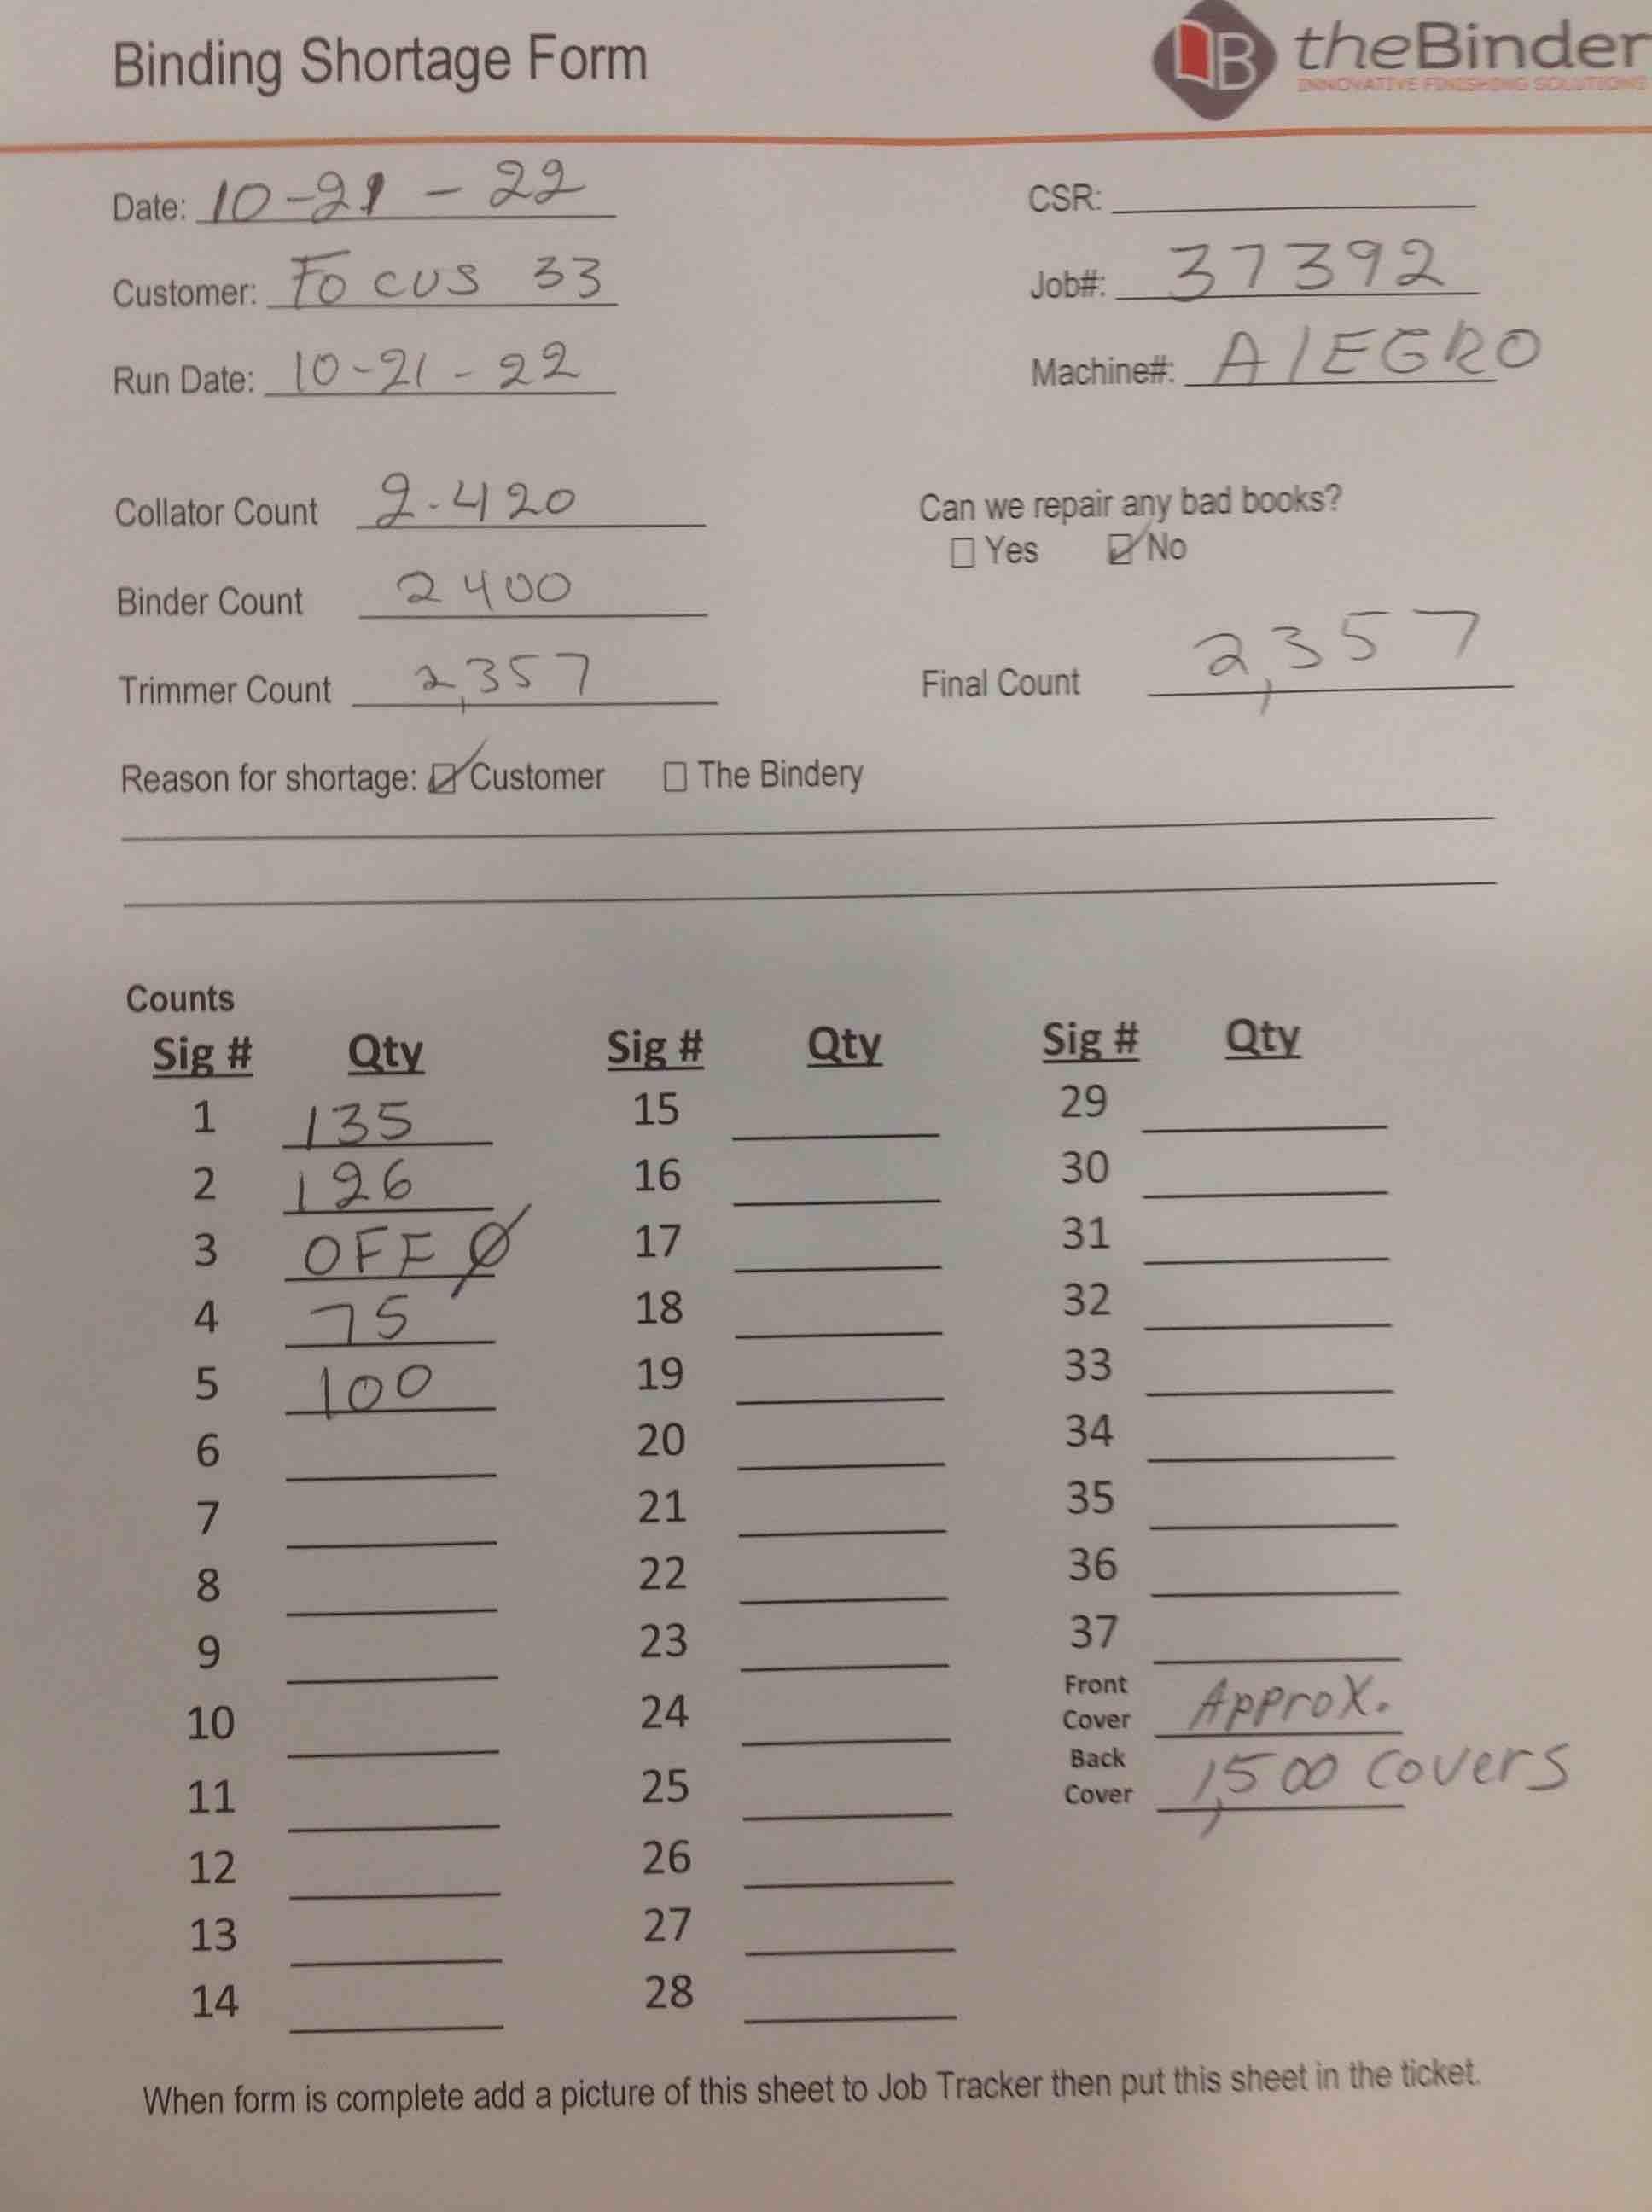 Binding Shortage Form
B theBinder
INNOVATIVE FINISHING SOLUTIONS
Date: 10-21-22 CSR:
Customer: Focus 33 Job#: 37392
Run Date: 10-21-22 Machine#: AlEGRO
Collator Count 2.420 Can we repair any bad books?
☐ Yes ☑ No
Binder Count 2400
Trimmer Count 2,357 Final Count 2,357
Reason for shortage: ☑ Customer ☐ The Bindery
Counts
Sig # Qty Sig # Qty Sig # Qty
1 135 15 29
2 126 16 30
3 OFF Ø 17 31
4 75 18 32
5 100 19 33
6 20 34
7 21 35
8 22 36
9 23 37
10 24 Front Cover Approx.
11 25 Back Cover 1,500 covers
12 26
13 27
14 28
When form is complete add a picture of this sheet to Job Tracker then put this sheet in the ticket.